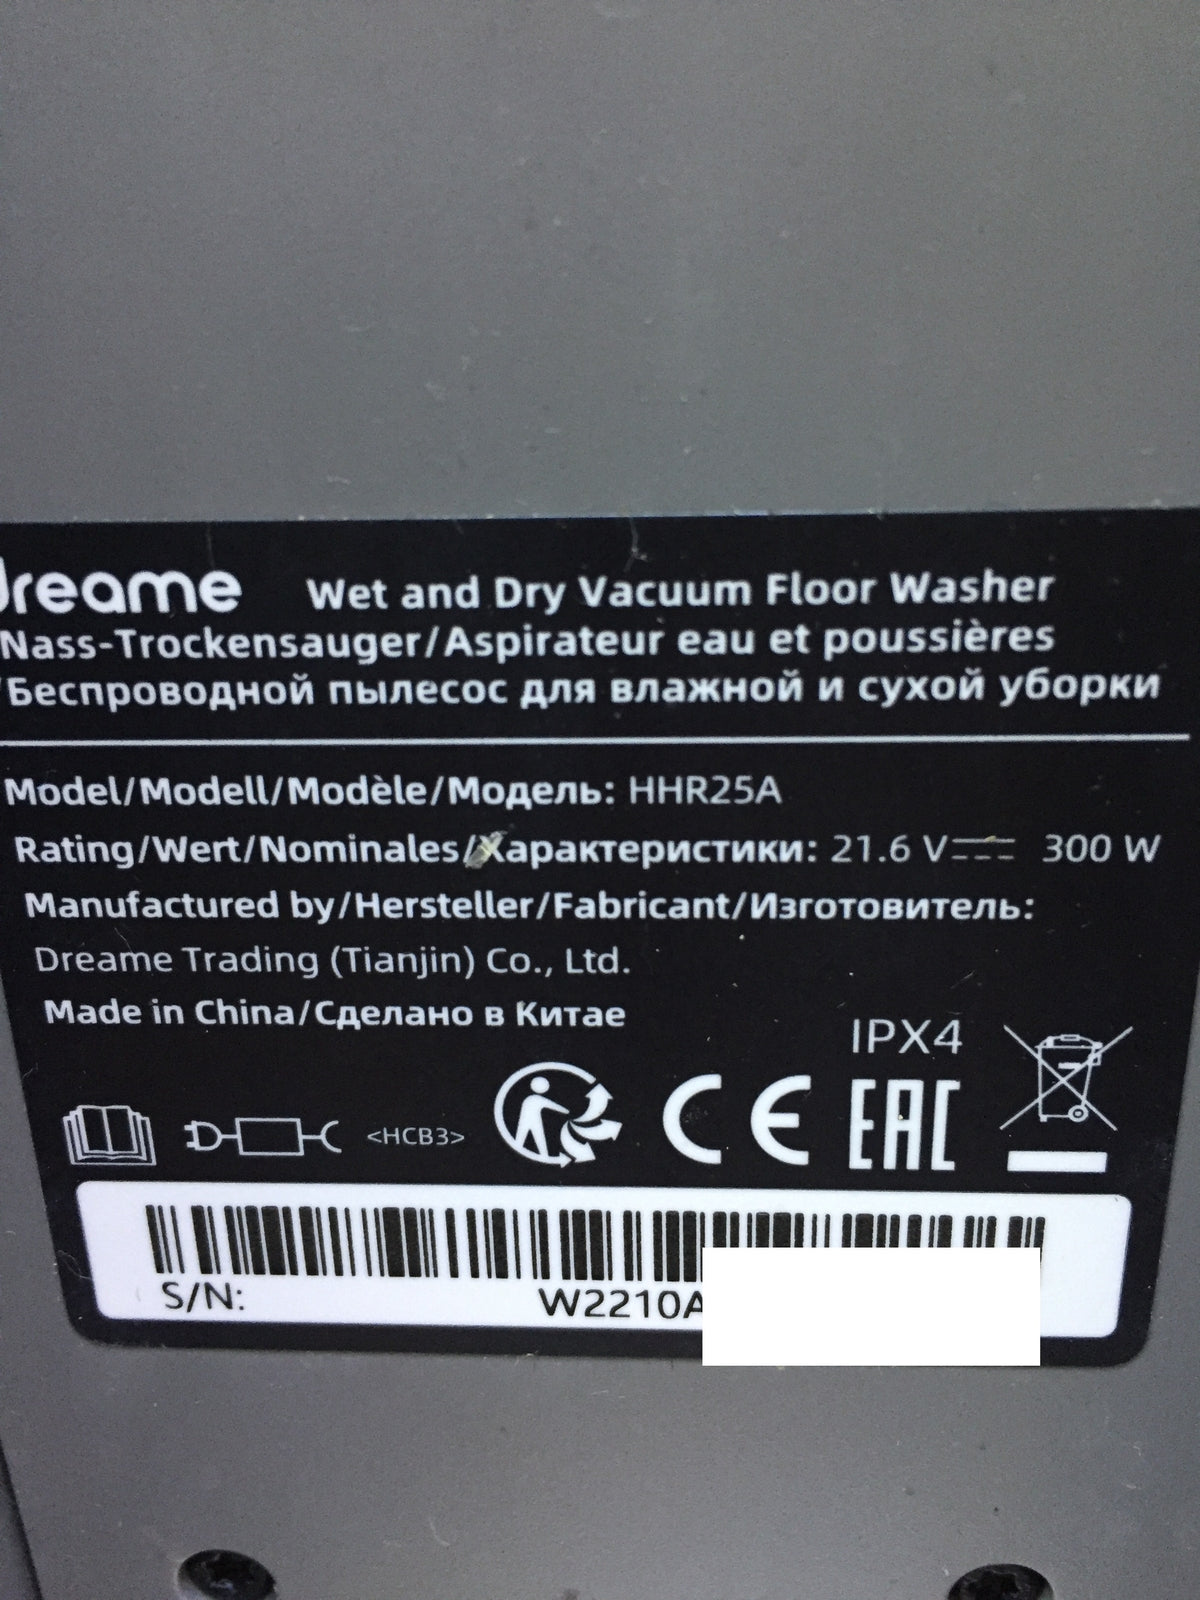 dreame Wet and Dry Vacuum Floor Washer
Nass-Trockensauger/Aspirateur eau et poussières
/Беспроводной пылесос для влажной и сухой уборки
Model/Modell/Modèle/Модель: HHR25A
Rating/Wert/Nominales/Характеристики: 21.6 V⎓ 300 W
Manufactured by/Hersteller/Fabricant/Изготовитель:
Dreame Trading (Tianjin) Co., Ltd.
Made in China/Сделано в Китае
IPX4
<HCB3> CE EAC
S/N: W2210A